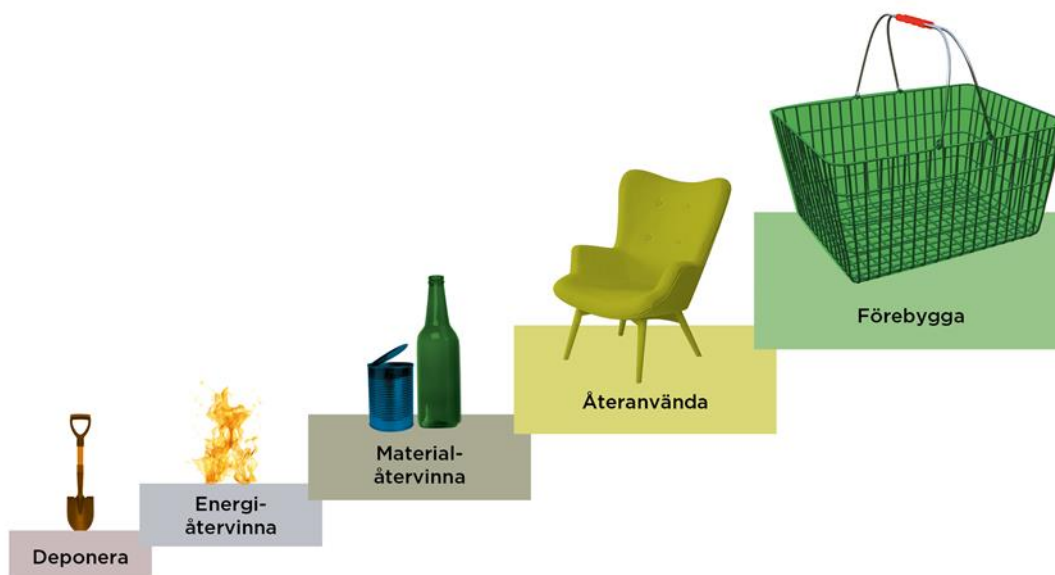 Förebygga
Återanvända
Material-
återvinna
Energi-
återvinna
Deponera